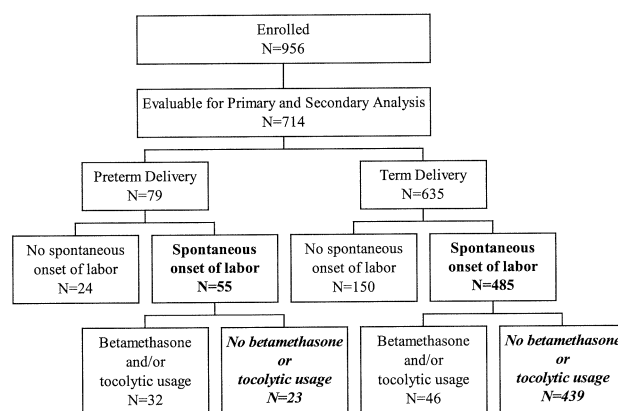 Enrolled
N=956
Evaluable for Primary and Secondary Analysis
N=714
Preterm Delivery
N=79
Term Delivery
N=635
No spontaneous
onset of labor
N=24
Spontaneous
onset of labor
N=55
No spontaneous
onset of labor
N=150
Spontaneous
onset of labor
N=485
Betamethasone
and/or
tocolytic usage
N=32
No betamethasone
or
tocolytic usage
N=23
Betamethasone
and/or
tocolytic usage
N=46
No betamethasone
or
tocolytic usage
N=439